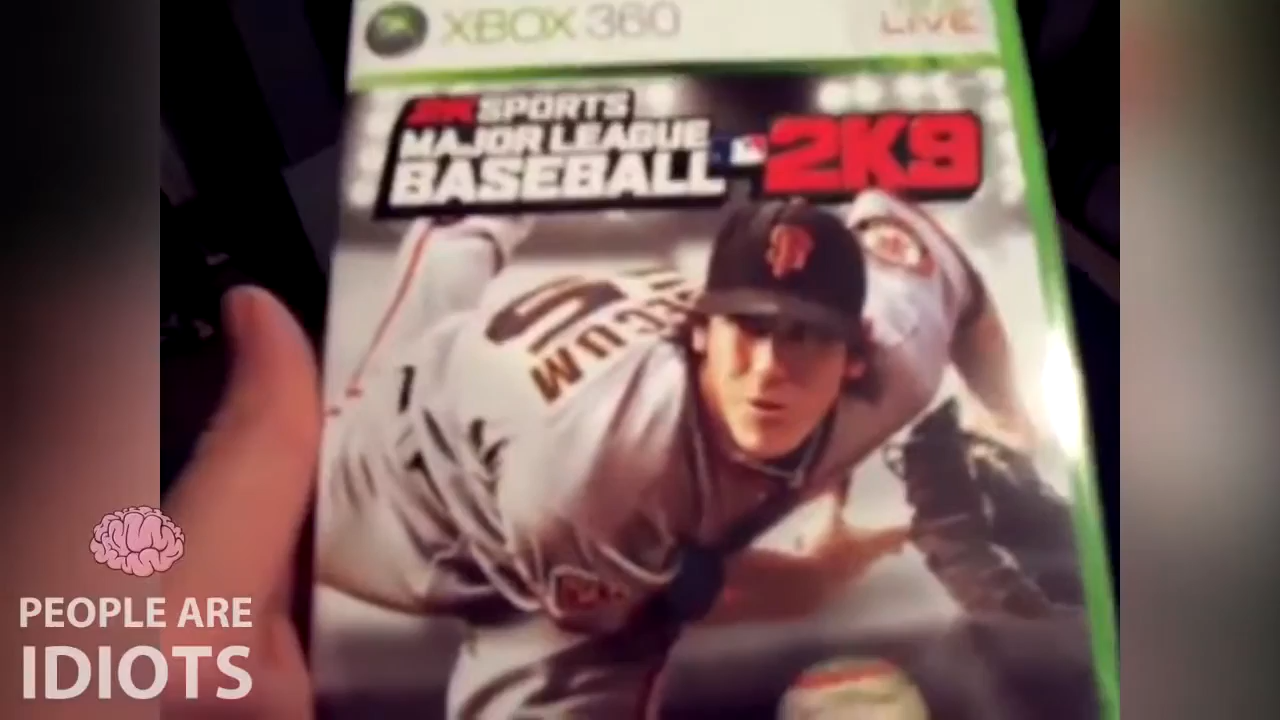 XBOX 360
LIVE
2K SPORTS
MAJOR LEAGUE
BASEBALL 2K9
PEOPLE ARE
IDIOTS